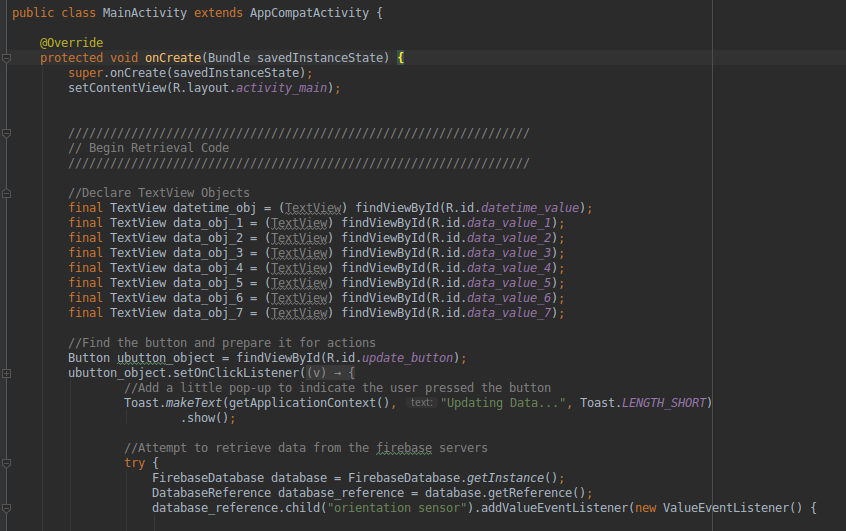 public class MainActivity extends AppCompatActivity {
@Override
protected void onCreate(Bundle savedInstanceState) {
super.onCreate(savedInstanceState);
setContentView(R.layout.activity_main);
//////////////////////////////////////////////////////////////////
// Begin Retrieval Code
//////////////////////////////////////////////////////////////////
//Declare TextView Objects
final TextView datetime_obj = (TextView) findViewById(R.id.datetime_value);
final TextView data_obj_1 = (TextView) findViewById(R.id.data_value_1);
final TextView data_obj_2 = (TextView) findViewById(R.id.data_value_2);
final TextView data_obj_3 = (TextView) findViewById(R.id.data_value_3);
final TextView data_obj_4 = (TextView) findViewById(R.id.data_value_4);
final TextView data_obj_5 = (TextView) findViewById(R.id.data_value_5);
final TextView data_obj_6 = (TextView) findViewById(R.id.data_value_6);
final TextView data_obj_7 = (TextView) findViewById(R.id.data_value_7);
//Find the button and prepare it for actions
Button ubutton_object = findViewById(R.id.update_button);
ubutton_object.setOnClickListener((v) → {
//Add a little pop-up to indicate the user pressed the button
Toast.makeText(getApplicationContext(), text: "Updating Data...", Toast.LENGTH_SHORT)
.show();
//Attempt to retrieve data from the firebase servers
try {
FirebaseDatabase database = FirebaseDatabase.getInstance();
DatabaseReference database_reference = database.getReference();
database_reference.child("orientation sensor").addValueEventListener(new ValueEventListener() {